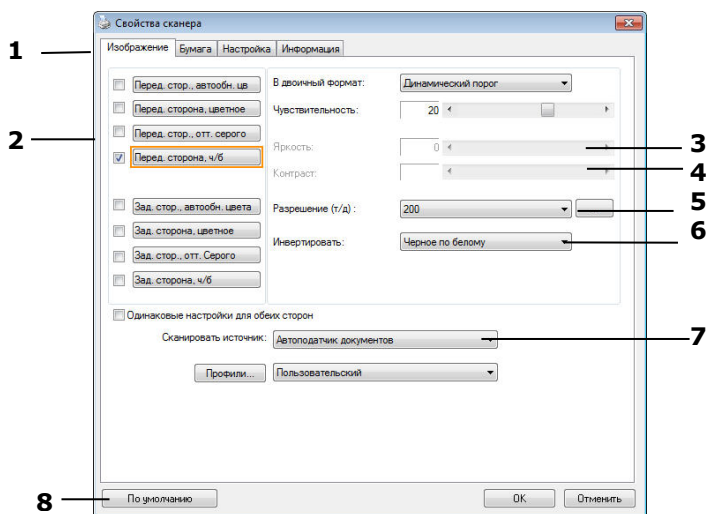 Свойства сканера
1
Изображение Бумага Настройка Информация
Перед. стор., автообн. цв
В двоичный формат: Динамический порог
Перед. сторона, цветное
Чувствительность: 20
2
Перед. стор., отт. серого
Яркость: 0
3
Перед. сторона, ч/б
Контраст:
4
Зад. стор., автообн. цвета
Разрешение (т/д) : 200
5
Зад. сторона, цветное
Инвертировать: Черное по белому
6
Зад. стор., отт. Серого
Зад. сторона, ч/б
Одинаковые настройки для обеих сторон
Сканировать источник: Автоподатчик документов
7
Профили... Пользовательский
8
По умолчанию OK Отменить